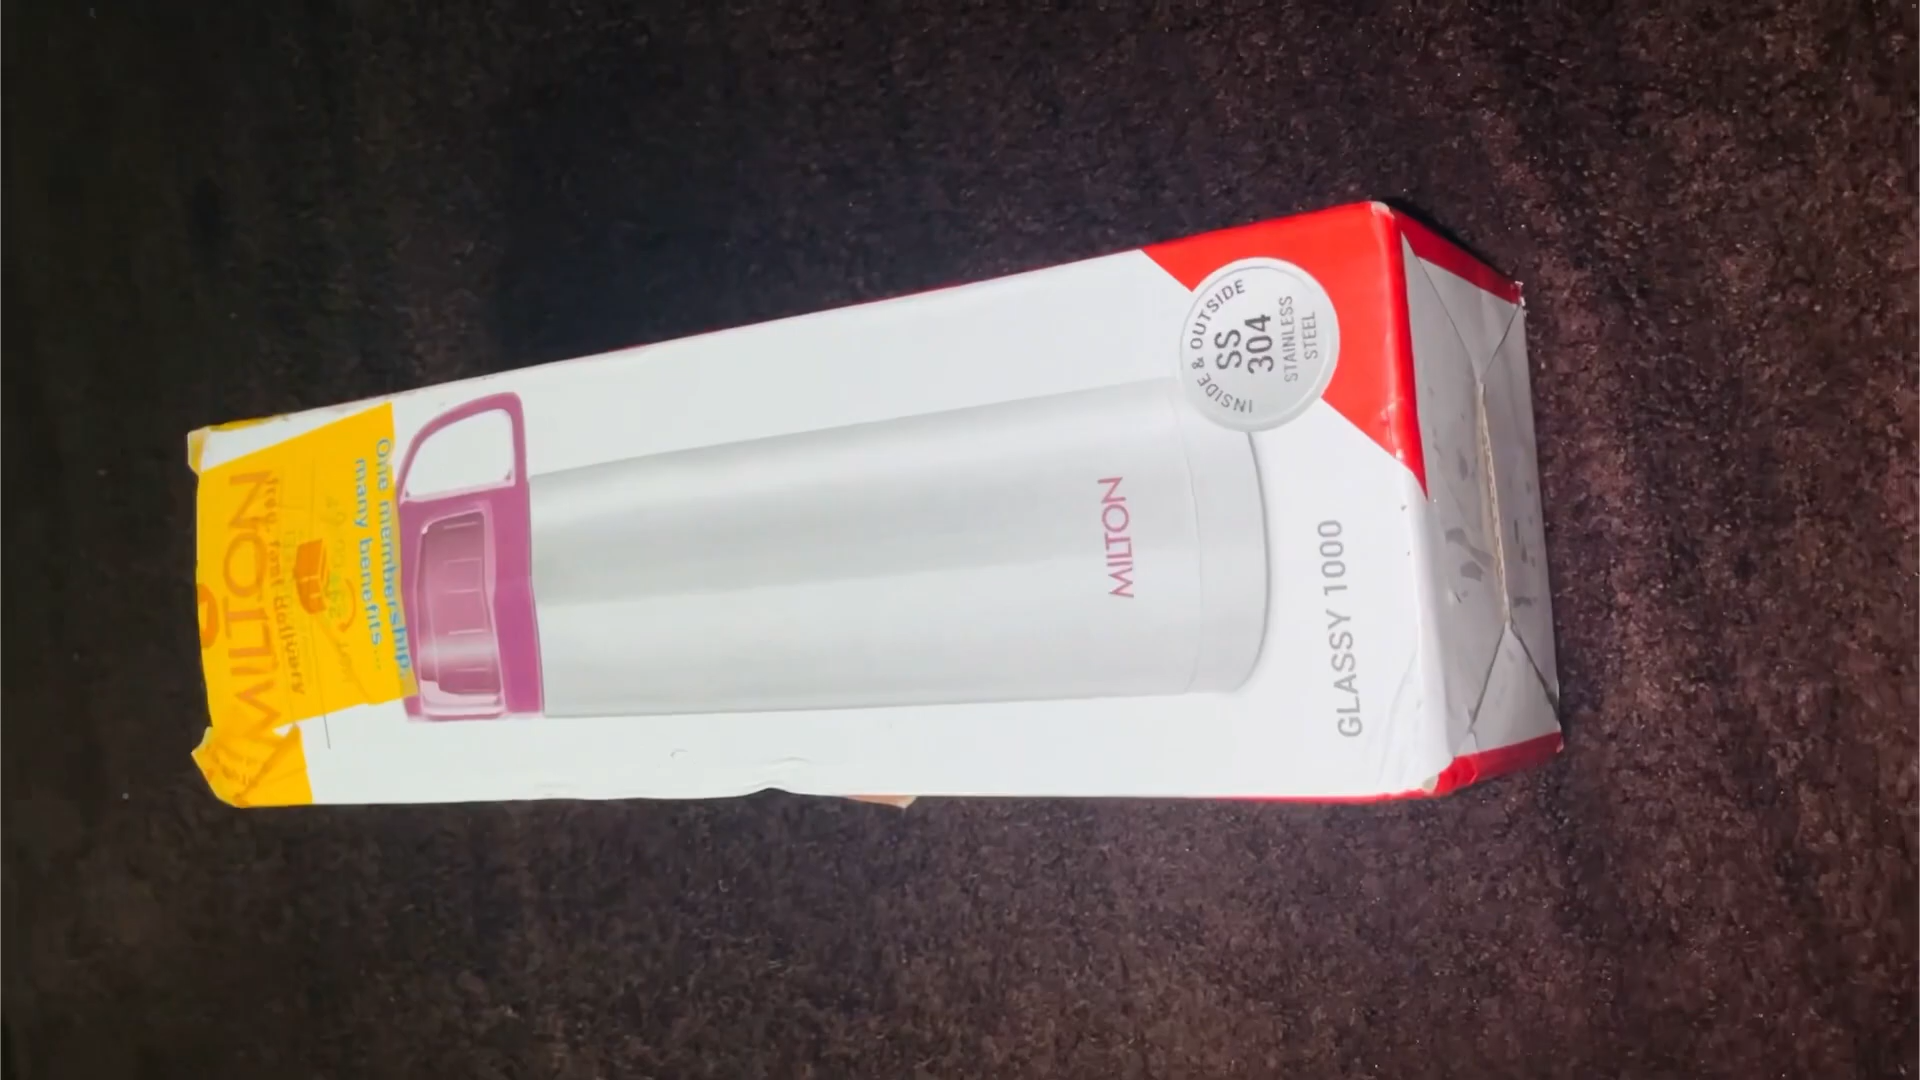 MILTON
One membership,
many benefits...
INSIDE & OUTSIDE
SS
304
STAINLESS
STEEL
MILTON
GLASSY 1000